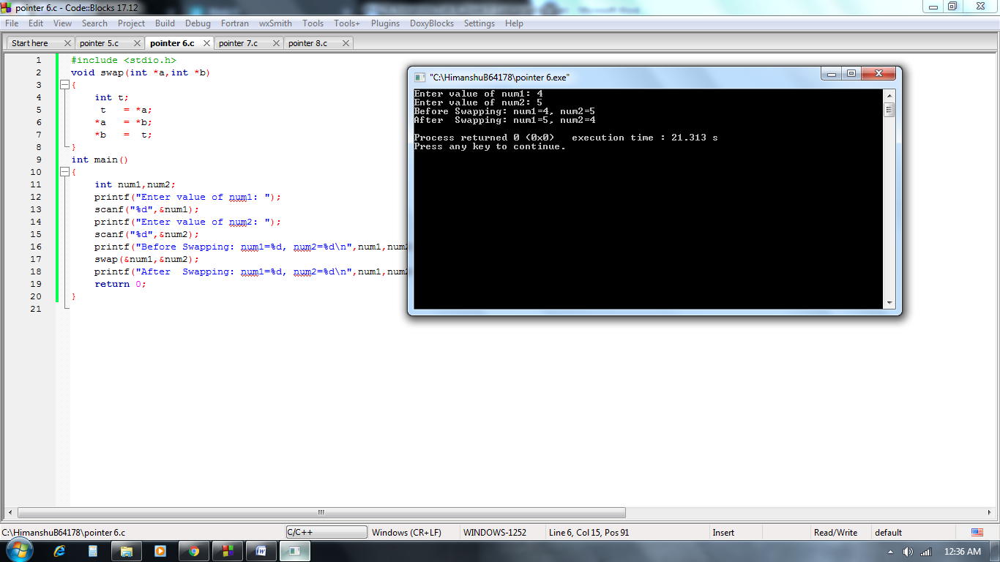 pointer 6.c - Code::Blocks 17.12
File Edit View Search Project Build Debug Fortran wxSmith Tools Tools+ Plugins DoxyBlocks Settings Help
Start here pointer 5.c pointer 6.c pointer 7.c pointer 8.c
1 #include <stdio.h>
2 void swap(int *a,int *b)
3 {
4 int t;
5 t = *a;
6 *a = *b;
7 *b = t;
8 }
9 int main()
10 {
11 int num1,num2;
12 printf("Enter value of num1: ");
13 scanf("%d",&num1);
14 printf("Enter value of num2: ");
15 scanf("%d",&num2);
16 printf("Before Swapping: num1=%d, num2=%d\n",num1,num2
17 swap(&num1,&num2);
18 printf("After  Swapping: num1=%d, num2=%d\n",num1,num2
19 return 0;
20 }
21
"C:\HimanshuB64178\pointer 6.exe"
Enter value of num1: 4
Enter value of num2: 5
Before Swapping: num1=4, num2=5
After  Swapping: num1=5, num2=4
Process returned 0 (0x0)   execution time : 21.313 s
Press any key to continue.
C:\HimanshuB64178\pointer 6.c C/C++ Windows (CR+LF) WINDOWS-1252 Line 6, Col 15, Pos 91 Insert Read/Write default
12:36 AM